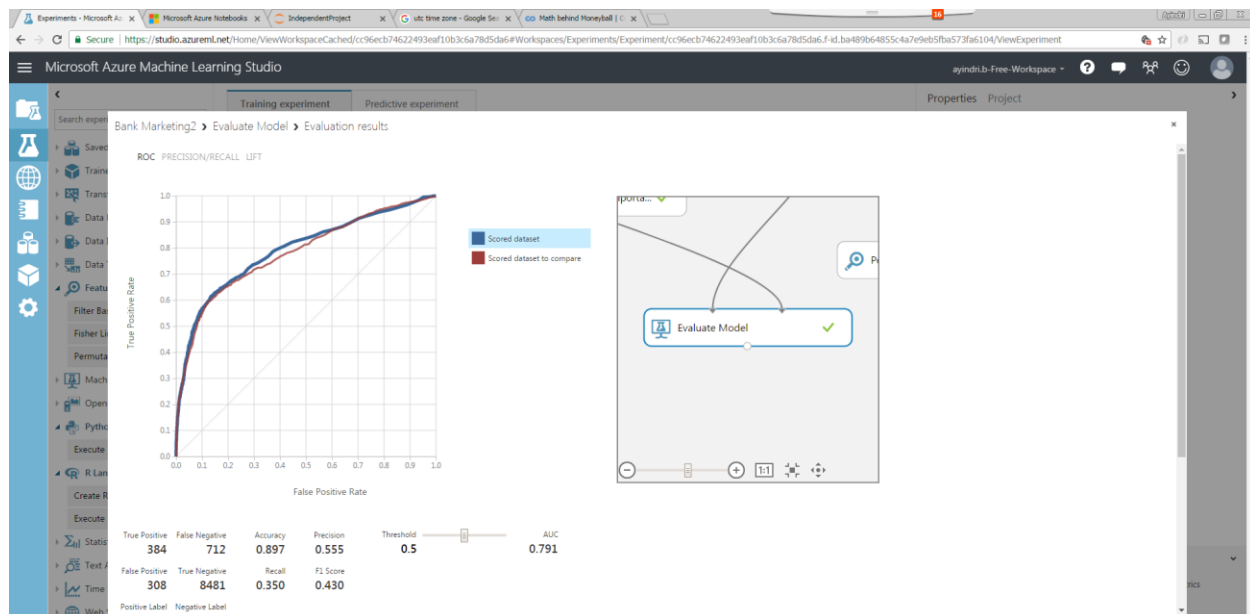 Experiments - Microsoft Az
Microsoft Azure Notebooks
IndependentProject
utc time zone - Google Sea
Math behind Moneyball | C
16
Secure | https://studio.azureml.net/Home/ViewWorkspaceCached/cc96ecb74622493eaf10b3c6a78d5da6#Workspaces/Experiments/Experiment/cc96ecb74622493eaf10b3c6a78d5da6.f-id.ba489b64855c4a7e9eb5fba573fa6104/ViewExperiment
Microsoft Azure Machine Learning Studio
ayindri.b-Free-Workspace
Training experiment
Predictive experiment
Properties Project
Search experi
Saved
Traine
Trans
Data
Data
Data
Featu
Filter Bas
Fisher Li
Permuta
Mach
Open
Pytho
Execute
R Lan
Create R
Execute
Statis
Text A
Time
Web
Bank Marketing2 > Evaluate Model > Evaluation results
ROC PRECISION/RECALL LIFT
1.0
0.9
0.8
0.7
0.6
0.5
0.4
0.3
0.2
0.1
0.0
True Positive Rate
0.0 0.1 0.2 0.3 0.4 0.5 0.6 0.7 0.8 0.9 1.0
False Positive Rate
Scored dataset
Scored dataset to compare
porta...
Pe
Evaluate Model
1:1
True Positive False Negative Accuracy Precision Threshold AUC
384 712 0.897 0.555 0.5 0.791
False Positive True Negative Recall F1 Score
308 8481 0.350 0.430
Positive Label Negative Label
rics